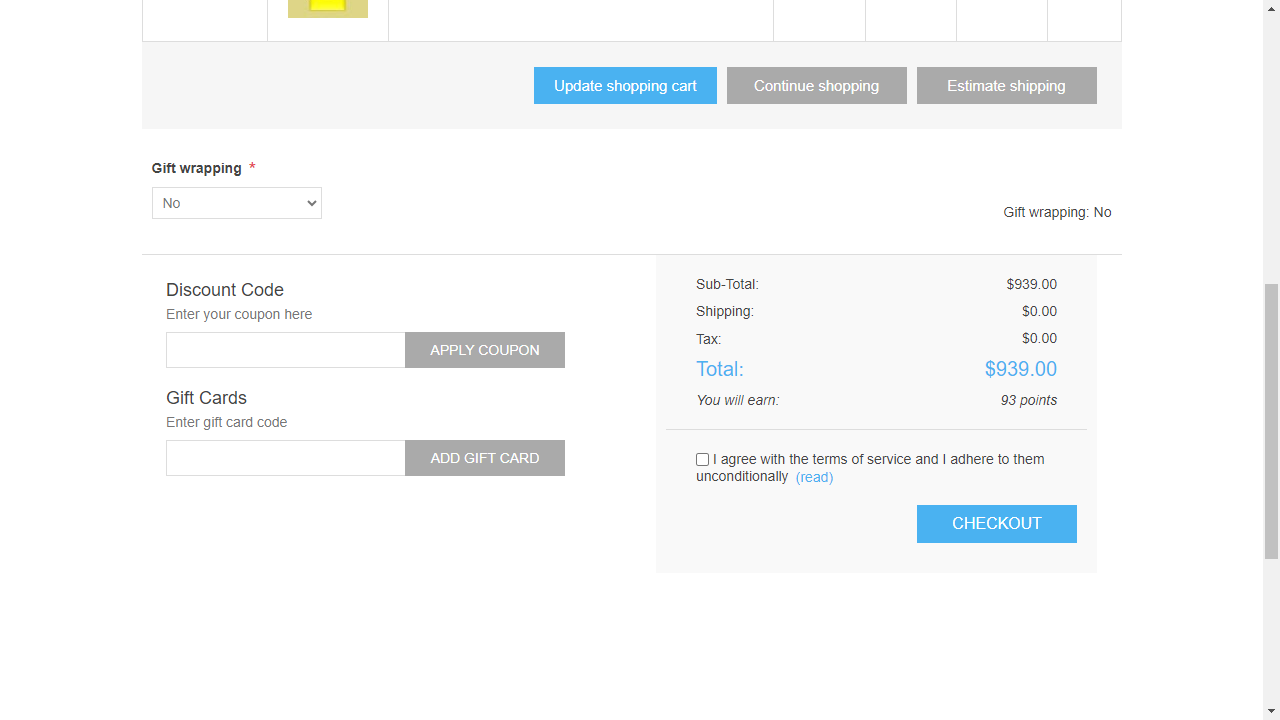 Update shopping cart
Continue shopping
Estimate shipping
Gift wrapping *
No
Gift wrapping: No
Discount Code
Enter your coupon here
APPLY COUPON
Gift Cards
Enter gift card code
ADD GIFT CARD
Sub-Total: $939.00
Shipping: $0.00
Tax: $0.00
Total: $939.00
You will earn: 93 points
I agree with the terms of service and I adhere to them
unconditionally (read)
CHECKOUT